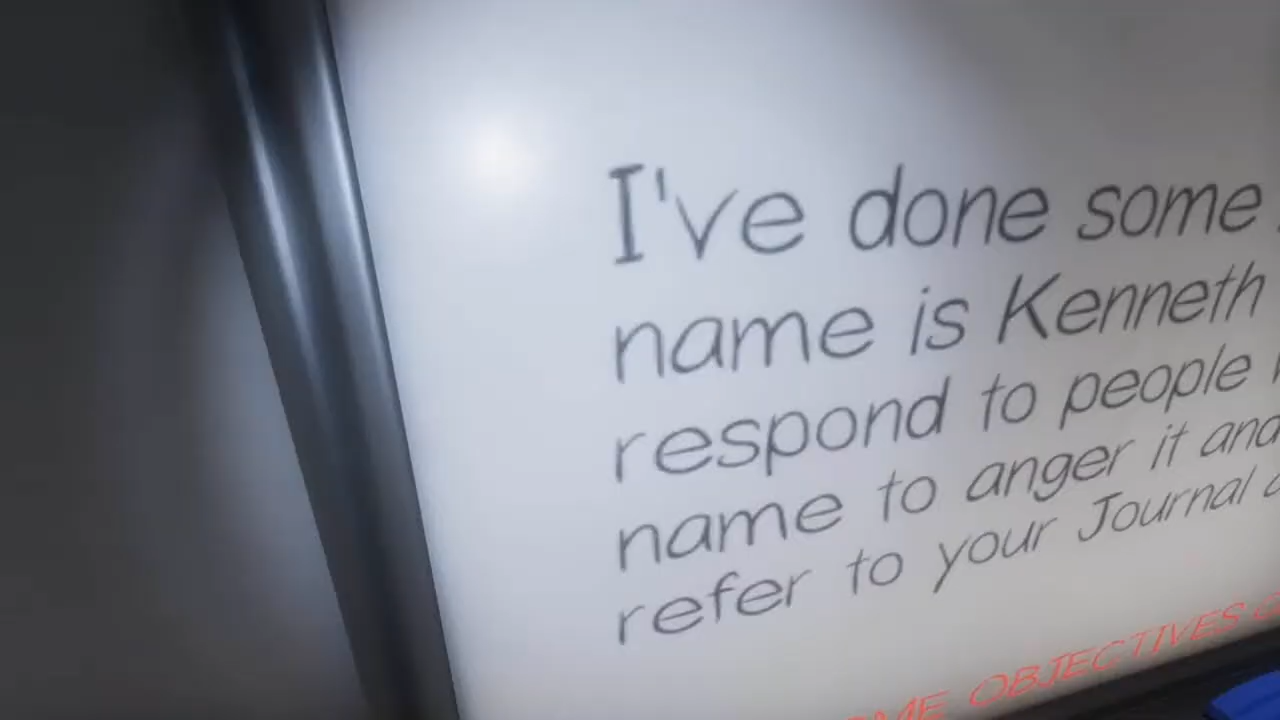 I've done some
name is Kenneth
respond to people
name to anger it and
refer to your Journal
OBJECTIVES